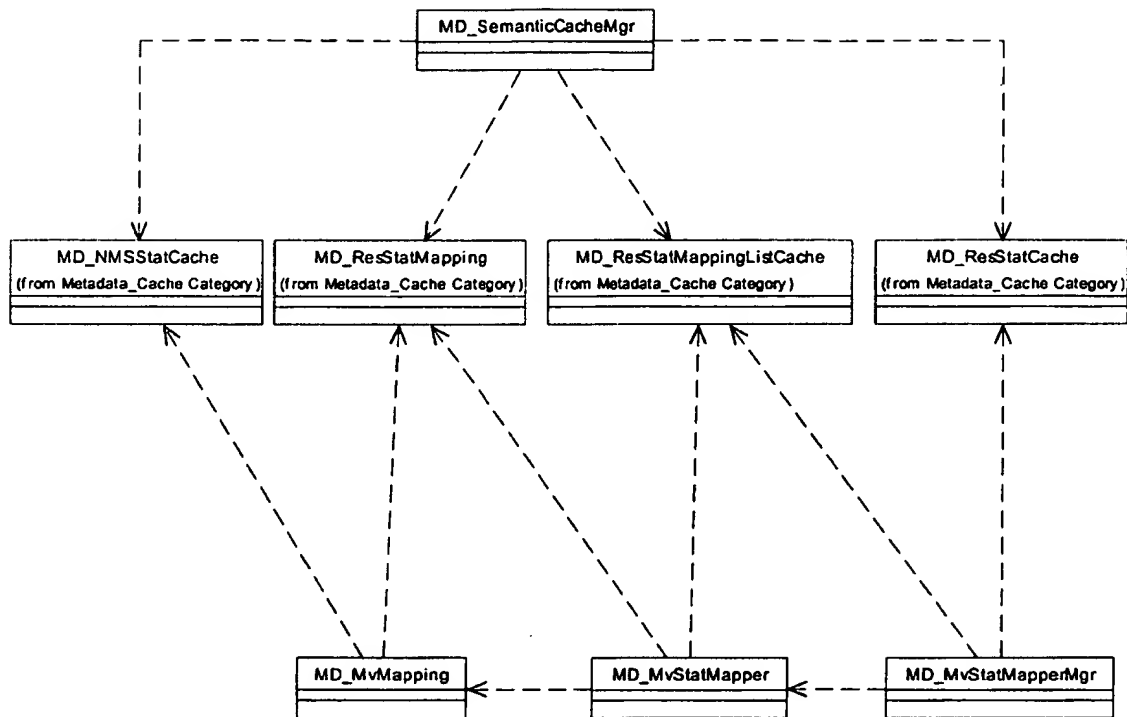 MD_SemanticCacheMgr
MD_NMSStatCache
(from Metadata_Cache Category)
MD_ResStatMapping
(from Metadata_Cache Category)
MD_ResStatMappingListCache
(from Metadata_Cache Category)
MD_ResStatCache
(from Metadata_Cache Category)
MD_MvMapping
MD_MvStatMapper
MD_MvStatMapperMgr